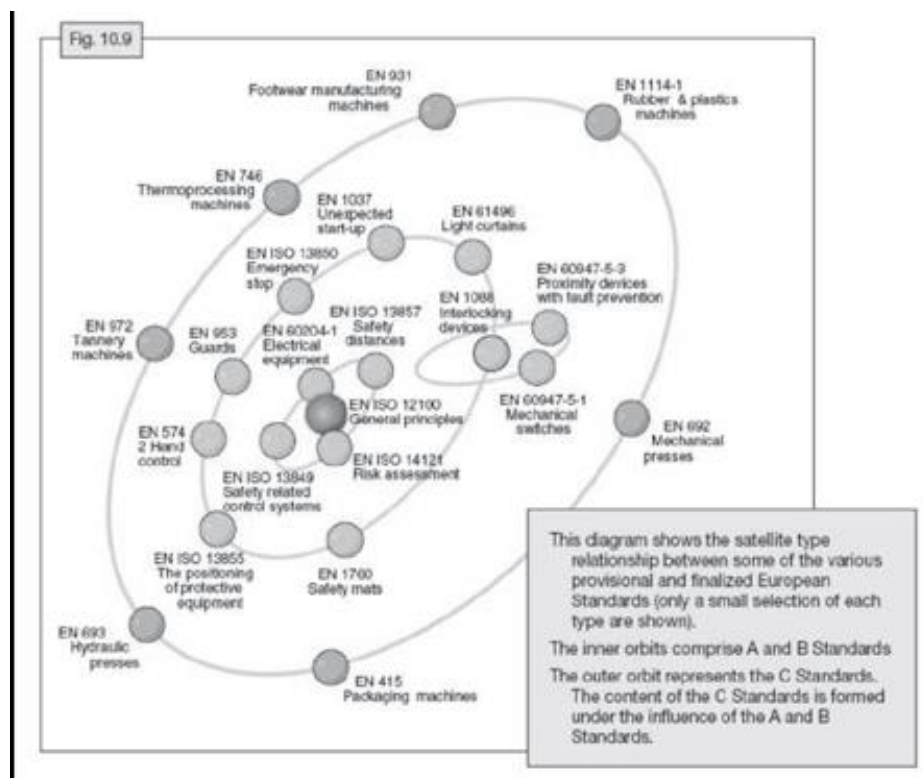 Fig. 10.9
EN 931
Footwear manufacturing
machines
EN 1114-1
Rubber & plastics
machines
EN 746
Thermoprocessing
machines
EN 1037
Unexpected
start-up
EN 61496
Light curtains
EN ISO 13850
Emergency
stop
EN 60947-5-3
Proximity devices
with fault prevention
EN 1088
Interlocking
devices
EN ISO 13857
Safety
distances
EN 972
Tannery
machines
EN 953
Guards
EN 60204-1
Electrical
equipment
EN ISO 12100
General principles
EN 60947-5-1
Mechanical
switches
EN 692
Mechanical
presses
EN 574
2 Hand
control
EN ISO 13849
Safety related
control systems
EN ISO 14121
Risk assessment
EN ISO 13855
The positioning
of protective
equipment
EN 1760
Safety mats
EN 693
Hydraulic
presses
EN 415
Packaging machines
This diagram shows the satellite type
relationship between some of the various
provisional and finalized European
Standards (only a small selection of each
type are shown).
The inner orbits comprise A and B Standards
The outer orbit represents the C Standards.
The content of the C Standards is formed
under the influence of the A and B
Standards.